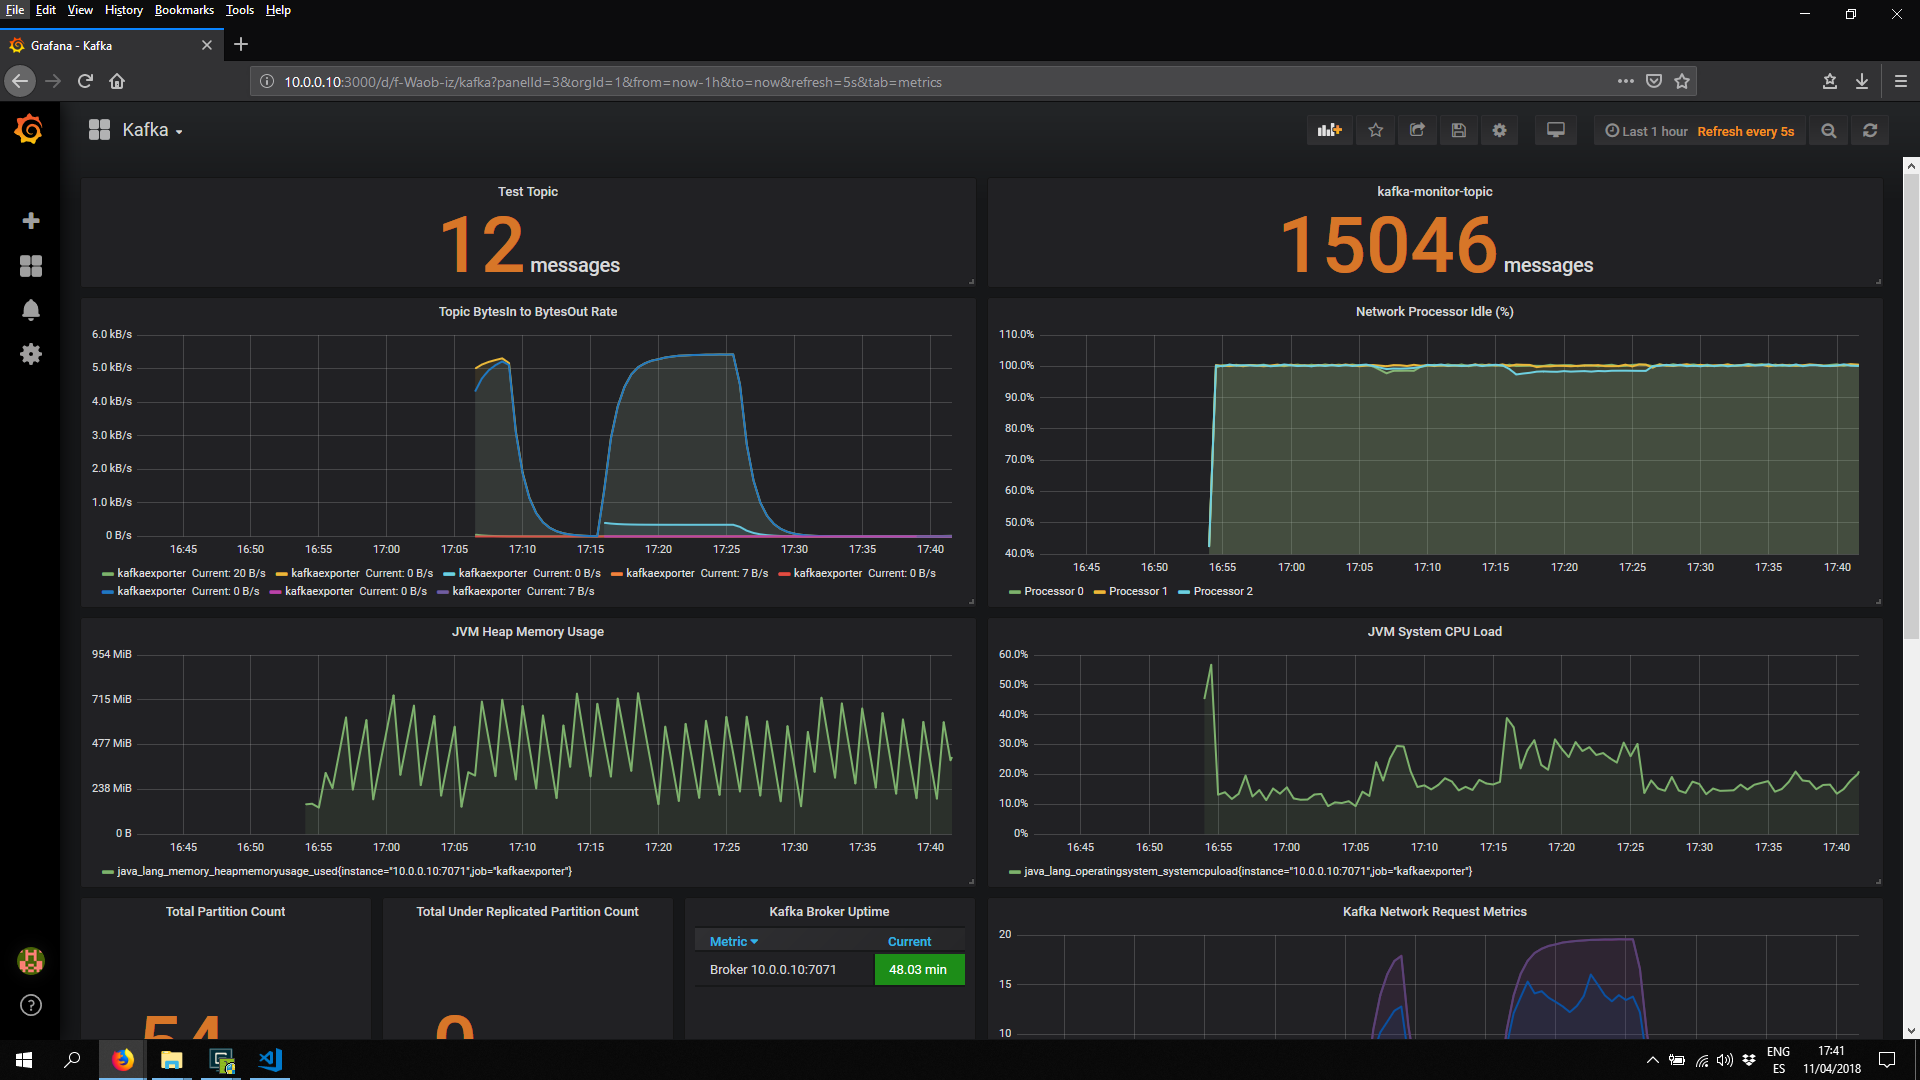 File Edit View History Bookmarks Tools Help
Grafana - Kafka
10.0.0.10:3000/d/f-Waob-iz/kafka?panelId=3&orgId=1&from=now-1h&to=now&refresh=5s&tab=metrics
Kafka
Last 1 hour Refresh every 5s
Test Topic
12 messages
kafka-monitor-topic
15046 messages
Topic BytesIn to BytesOut Rate
6.0 kB/s
5.0 kB/s
4.0 kB/s
3.0 kB/s
2.0 kB/s
1.0 kB/s
0 B/s
16:45 16:50 16:55 17:00 17:05 17:10 17:15 17:20 17:25 17:30 17:35 17:40
kafkaexporter Current: 20 B/s kafkaexporter Current: 0 B/s kafkaexporter Current: 0 B/s kafkaexporter Current: 7 B/s kafkaexporter Current: 0 B/s
kafkaexporter Current: 0 B/s kafkaexporter Current: 0 B/s kafkaexporter Current: 7 B/s
Network Processor Idle (%)
110.0%
100.0%
90.0%
80.0%
70.0%
60.0%
50.0%
40.0%
16:45 16:50 16:55 17:00 17:05 17:10 17:15 17:20 17:25 17:30 17:35 17:40
Processor 0 Processor 1 Processor 2
JVM Heap Memory Usage
954 MiB
715 MiB
477 MiB
238 MiB
0 B
16:45 16:50 16:55 17:00 17:05 17:10 17:15 17:20 17:25 17:30 17:35 17:40
java_lang_memory_heapmemoryusage_used{instance="10.0.0.10:7071",job="kafkaexporter"}
JVM System CPU Load
60.0%
50.0%
40.0%
30.0%
20.0%
10.0%
0%
16:45 16:50 16:55 17:00 17:05 17:10 17:15 17:20 17:25 17:30 17:35 17:40
java_lang_operatingsystem_systemcpuload{instance="10.0.0.10:7071",job="kafkaexporter"}
Total Partition Count
54
Total Under Replicated Partition Count
0
Kafka Broker Uptime
Metric Current
Broker 10.0.0.10:7071 48.03 min
Kafka Network Request Metrics
20
15
10
ENG
ES
17:41
11/04/2018